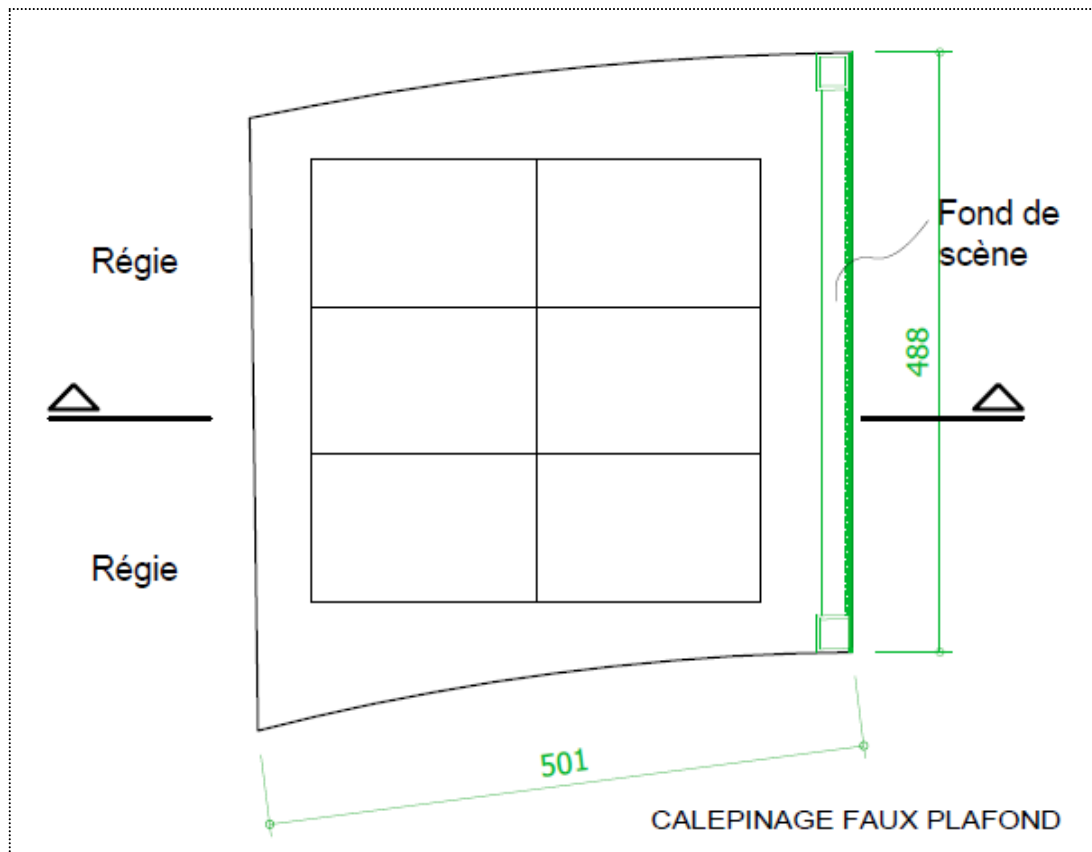 Régie
Fond de
scène
488
Régie
501
CALEPINAGE FAUX PLAFOND